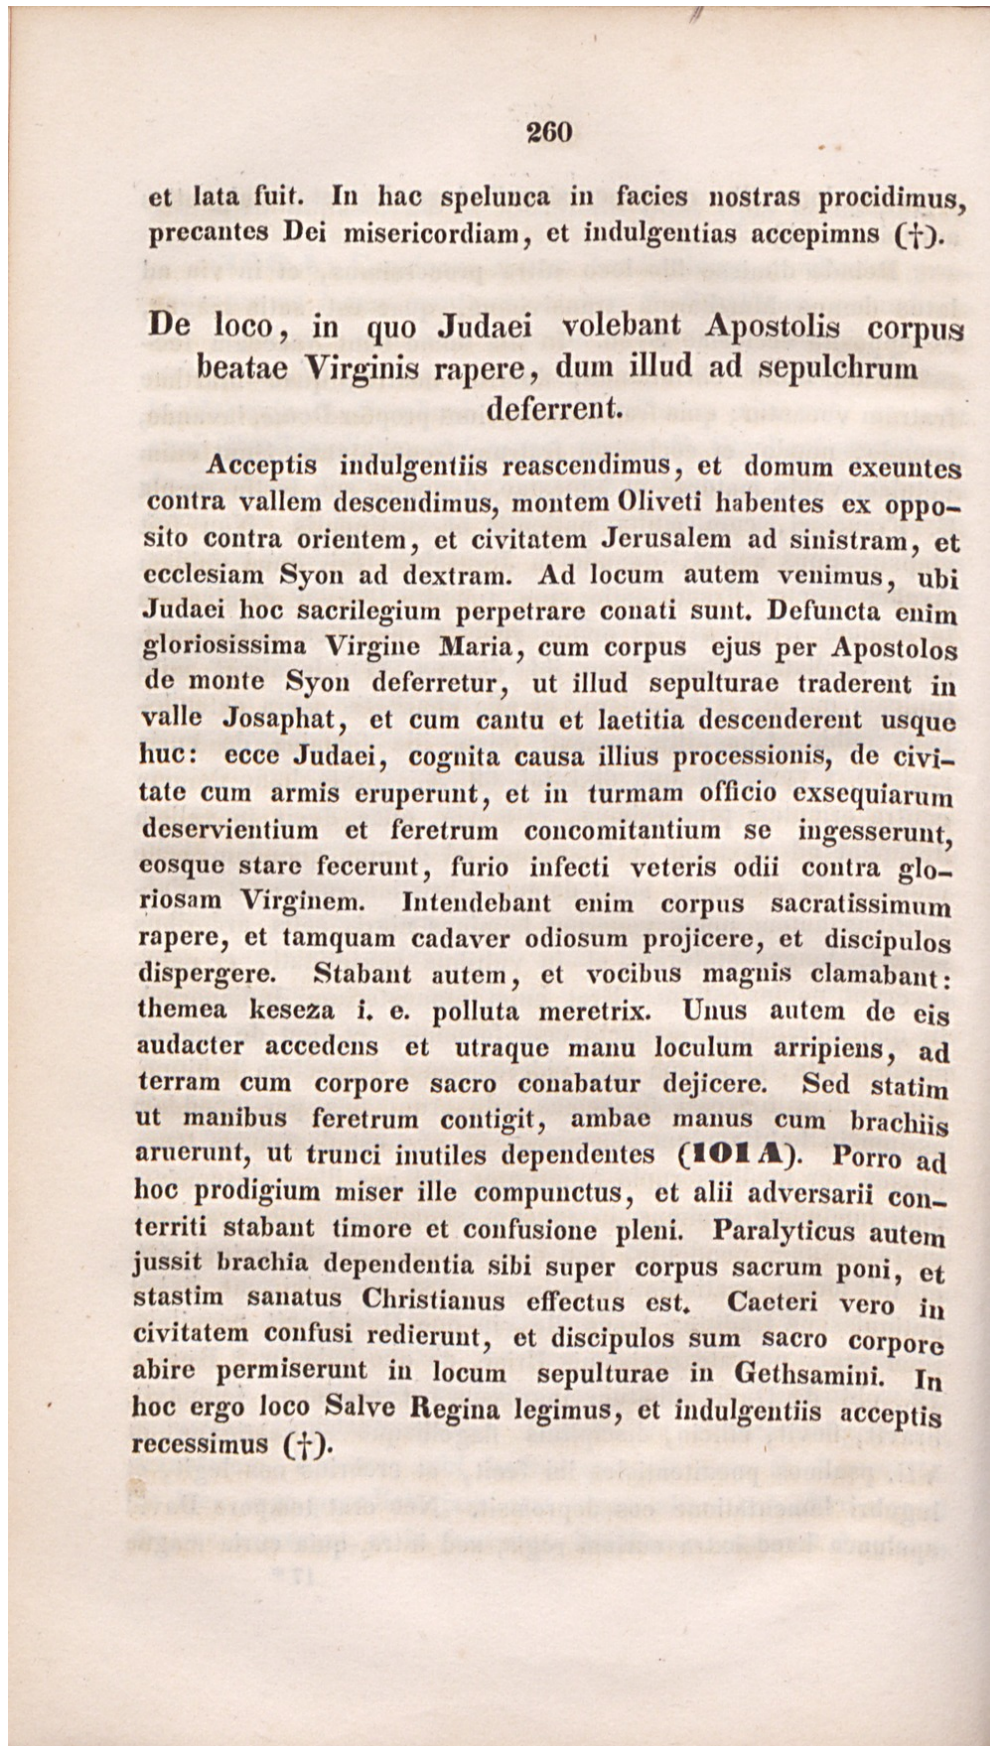 260
et lata fuit. In hac spelunca in facies nostras procidimus,
precantes Dei misericordiam, et indulgentias accepimns (†).
De loco, in quo Judaei volebant Apostolis corpus
beatae Virginis rapere, dum illud ad sepulchrum
deferrent.
Acceptis indulgentiis reascendimus, et domum exeuntes
contra vallem descendimus, montem Oliveti habentes ex oppo-
sito contra orientem, et civitatem Jerusalem ad sinistram, et
ecclesiam Syon ad dextram. Ad locum autem venimus, ubi
Judaei hoc sacrilegium perpetrare conati sunt. Defuncta enim
gloriosissima Virgine Maria, cum corpus ejus per Apostolos
de monte Syon deferretur, ut illud sepulturae traderent in
valle Josaphat, et cum cantu et laetitia descenderent usque
huc: ecce Judaei, cognita causa illius processionis, de civi-
tate cum armis eruperunt, et in turmam officio exsequiarum
deservientium et feretrum concomitantium se ingesserunt,
eosque stare fecerunt, furio infecti veteris odii contra glo-
riosam Virginem. Intendebant enim corpus sacratissimum
rapere, et tamquam cadaver odiosum projicere, et discipulos
dispergere. Stabant autem, et vocibus magnis clamabant:
themea keseza i. e. polluta meretrix. Unus autem de eis
audacter accedens et utraque manu loculum arripiens, ad
terram cum corpore sacro conabatur dejicere. Sed statim
ut manibus feretrum contigit, ambae manus cum brachiis
aruerunt, ut trunci inutiles dependentes (101 A). Porro ad
hoc prodigium miser ille compunctus, et alii adversarii con-
territi stabant timore et confusione pleni. Paralyticus autem
jussit brachia dependentia sibi super corpus sacrum poni, et
stastim sanatus Christianus effectus est. Caeteri vero in
civitatem confusi redierunt, et discipulos sum sacro corpore
abire permiserunt in locum sepulturae in Gethsamini. In
hoc ergo loco Salve Regina legimus, et indulgentiis acceptis
recessimus (†).